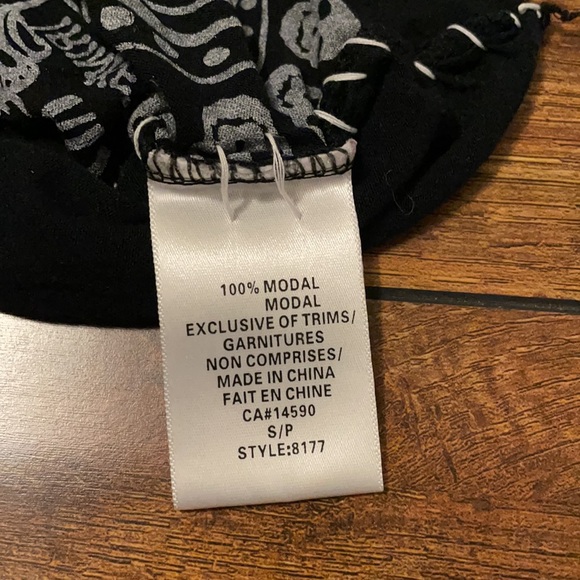 100% MODAL
MODAL
EXCLUSIVE OF TRIMS/
GARNITURES
NON COMPRISES/
MADE IN CHINA
FAIT EN CHINE
CA#14590
S/P
STYLE:8177